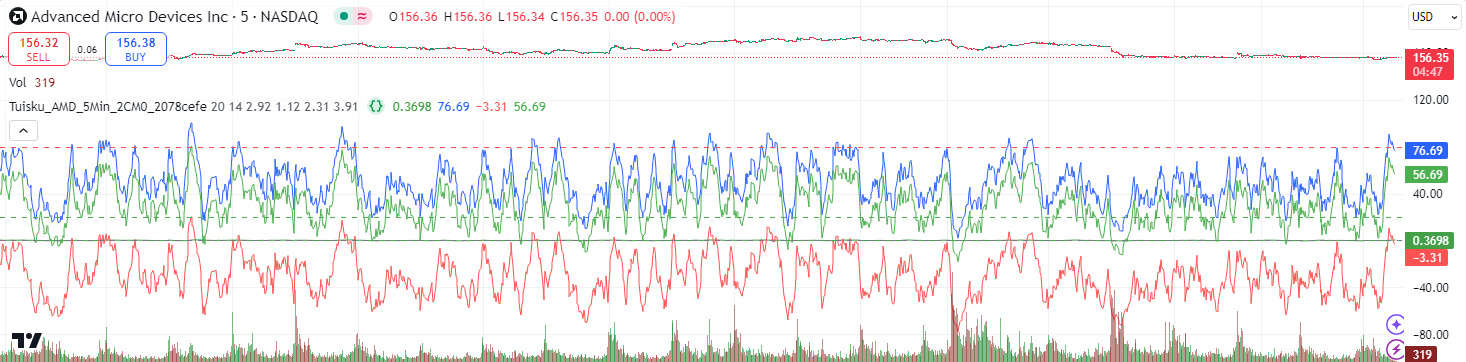 Advanced Micro Devices Inc · 5 · NASDAQ ≈ O156.36 H156.36 L156.34 C156.35 0.00 (0.00%) USD
156.32 SELL 0.06 156.38 BUY
156.35
04:47
Vol 319
Tuisku_AMD_5Min_2CM0_2078cefe 20 14 2.92 1.12 2.31 3.91 {} 0.3698 76.69 −3.31 56.69
120.00
76.69
56.69
40.00
0.3698
−3.31
−40.00
−80.00
319